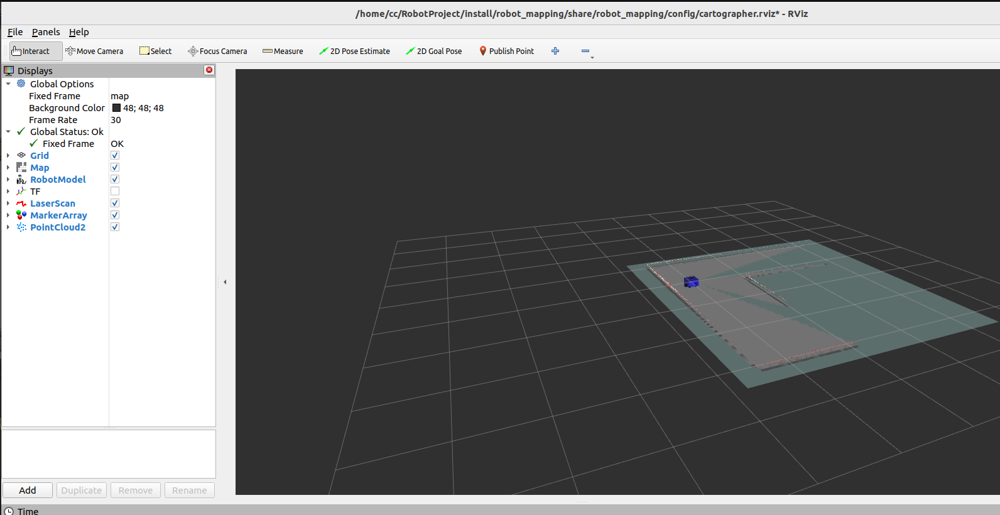 /home/cc/RobotProject/install/robot_mapping/share/robot_mapping/config/cartographer.rviz* - RViz
File Panels Help
Interact Move Camera Select Focus Camera Measure 2D Pose Estimate 2D Goal Pose Publish Point
Displays
Global Options
Fixed Frame map
Background Color 48; 48; 48
Frame Rate 30
Global Status: Ok
Fixed Frame OK
Grid
Map
RobotModel
TF
LaserScan
MarkerArray
PointCloud2
Add Duplicate Remove Rename
Time